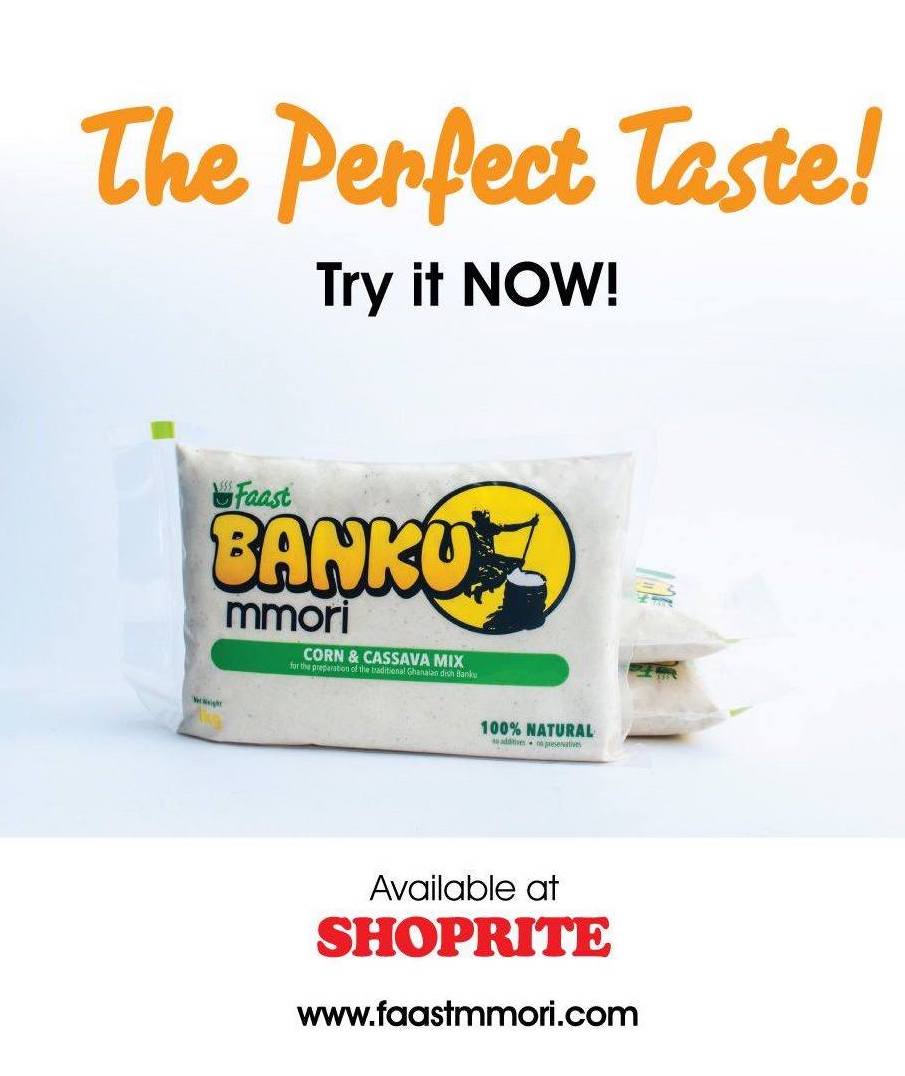 The Perfect Taste!
Try it NOW!
Faast
BANKU
mmori
CORN & CASSAVA MIX
for the preparation of the traditional Ghanaian dish Banku
Net Weight
1kg
100% NATURAL
no additives • no preservatives
Available at
SHOPRITE
www.faastmmori.com